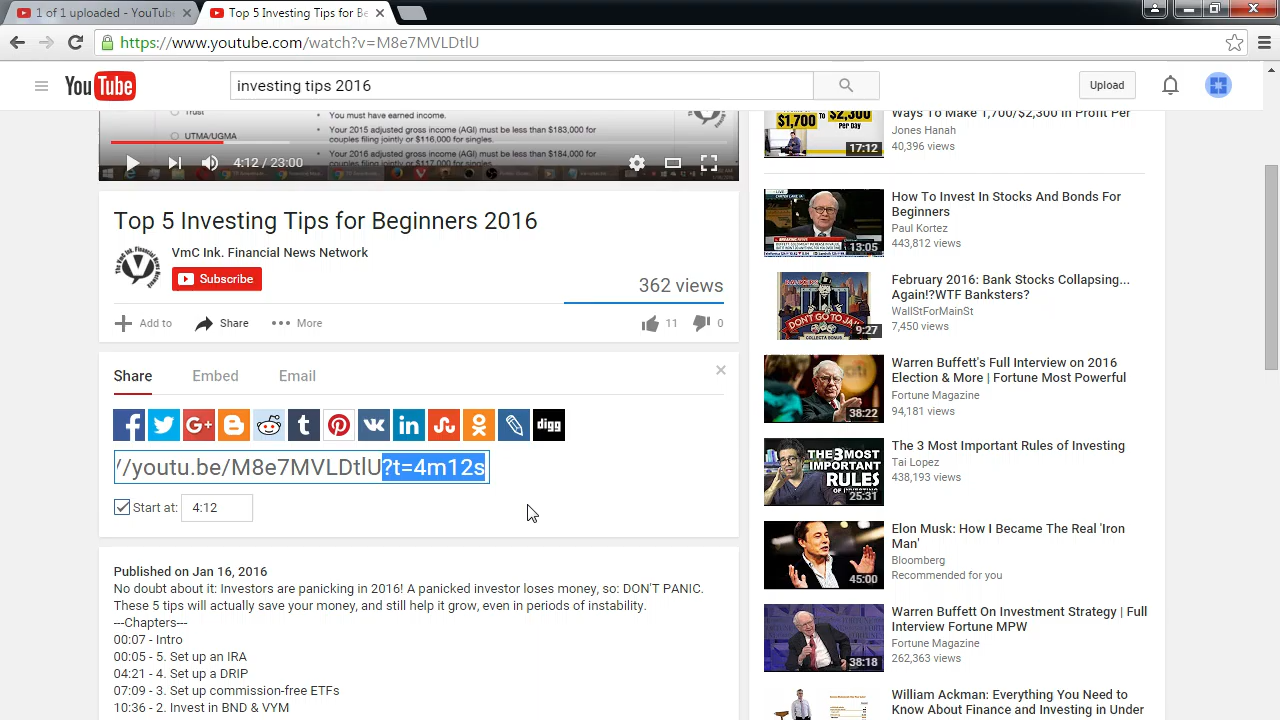 1 of 1 uploaded - YouTube
Top 5 Investing Tips for Be
https://www.youtube.com/watch?v=M8e7MVLDtlU
YouTube
investing tips 2016
Upload
Trust
UTMA/UGMA
You must have earned income.
Your 2015 adjusted gross income (AGI) must be less than $183,000 for
couples filing jointly or $116,000 for singles.
Your 2016 adjusted gross income (AGI) must be less than $184,000 for
couples filing jointly or $117,000 for singles.
4:12 / 23:00
Top 5 Investing Tips for Beginners 2016
VmC Ink. Financial News Network
Subscribe
362 views
Add to
Share
More
11
0
Share
Embed
Email
digg
//youtu.be/M8e7MVLDtlU?t=4m12s
Start at:
4:12
Published on Jan 16, 2016
No doubt about it: Investors are panicking in 2016! A panicked investor loses money, so: DON'T PANIC.
These 5 tips will actually save your money, and still help it grow, even in periods of instability.
---Chapters---
00:07 - Intro
00:05 - 5. Set up an IRA
04:21 - 4. Set up a DRIP
07:09 - 3. Set up commission-free ETFs
10:36 - 2. Invest in BND & VYM
$1,700 TO $2,300
Per Day
17:12
Ways To Make 1,700/$2,300 In Profit Per
Jones Hanah
40,396 views
13:05
How To Invest In Stocks And Bonds For
Beginners
Paul Kortez
443,812 views
DON'T GO TO JAIL
9:27
February 2016: Bank Stocks Collapsing...
Again!?WTF Banksters?
WallStForMainSt
7,450 views
38:22
Warren Buffett's Full Interview on 2016
Election & More | Fortune Most Powerful
Fortune Magazine
94,181 views
THE 3 MOST
IMPORTANT
RULES
OF INVESTING
25:31
The 3 Most Important Rules of Investing
Tai Lopez
438,193 views
45:00
Elon Musk: How I Became The Real 'Iron
Man'
Bloomberg
Recommended for you
38:18
Warren Buffett On Investment Strategy | Full
Interview Fortune MPW
Fortune Magazine
262,363 views
William Ackman: Everything You Need to
Know About Finance and Investing in Under